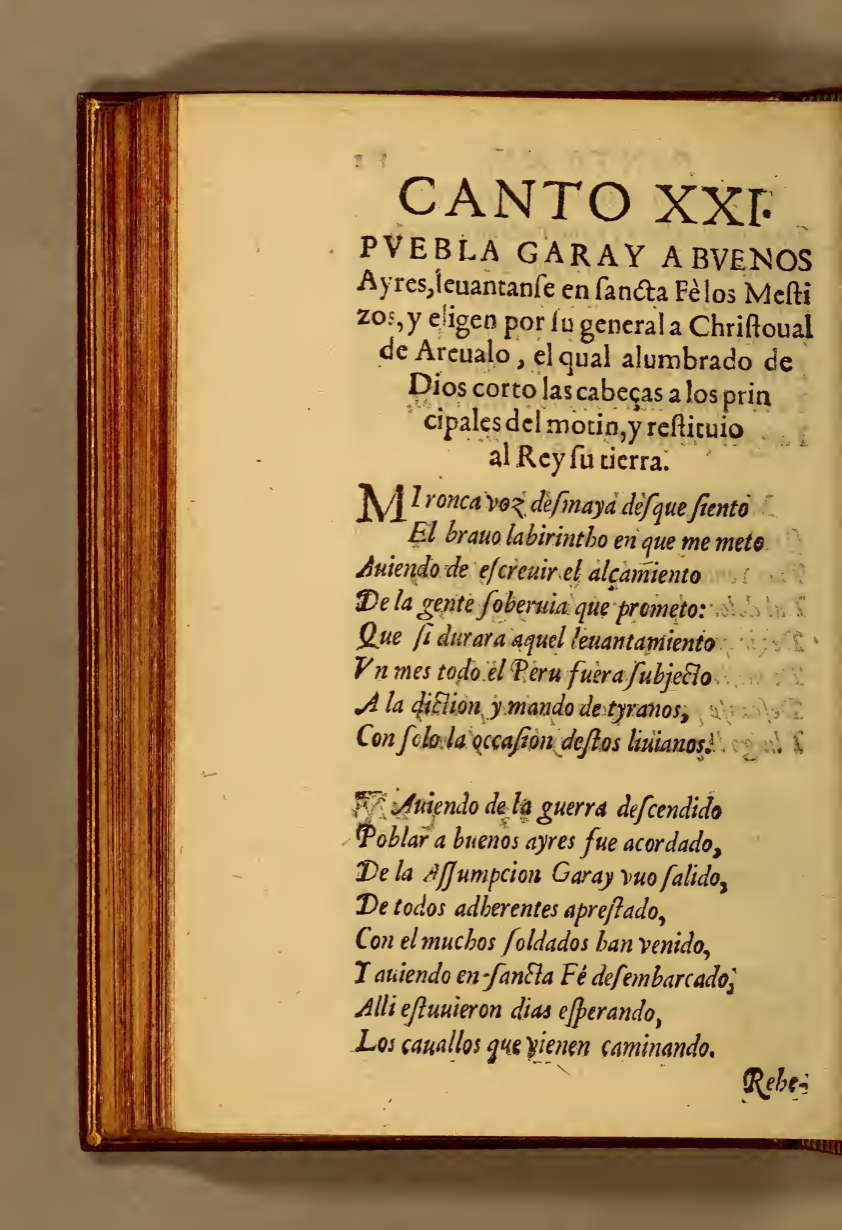 CANTO XXI.
PVEBLA GARAY A BVENOS
Ayres, leuantanſe en ſancta Fè los Meſti
zos, y eligen por ſu general a Chriſtoual
de Areualo, el qual alumbrado de
Dios corto las cabeças a los prin
cipales del motin, y reſtituio
al Rey ſu tierra.
MI ronca voz deſmaya deſque ſiento
El brauo labirintho en que me meto
Auiendo de eſcreuir el alçamiento
De la gente ſoberuia que prometo:
Que ſi durara aquel leuantamiento
Vn mes todo el Peru fuera ſubjecto
A la diction y mando de tyranos,
Con ſolo la occaſion deſtos liuianos.
Auiendo de la guerra deſcendido
Poblar a buenos ayres fue acordado,
De la Aſſumpcion Garay vuo ſalido,
De todos adherentes apreſtado,
Con el muchos ſoldados han venido,
Y auiendo en ſancta Fé deſembarcado;
Alli eſtuuieron dias eſperando,
Los cauallos que vienen caminando.
Rebe-